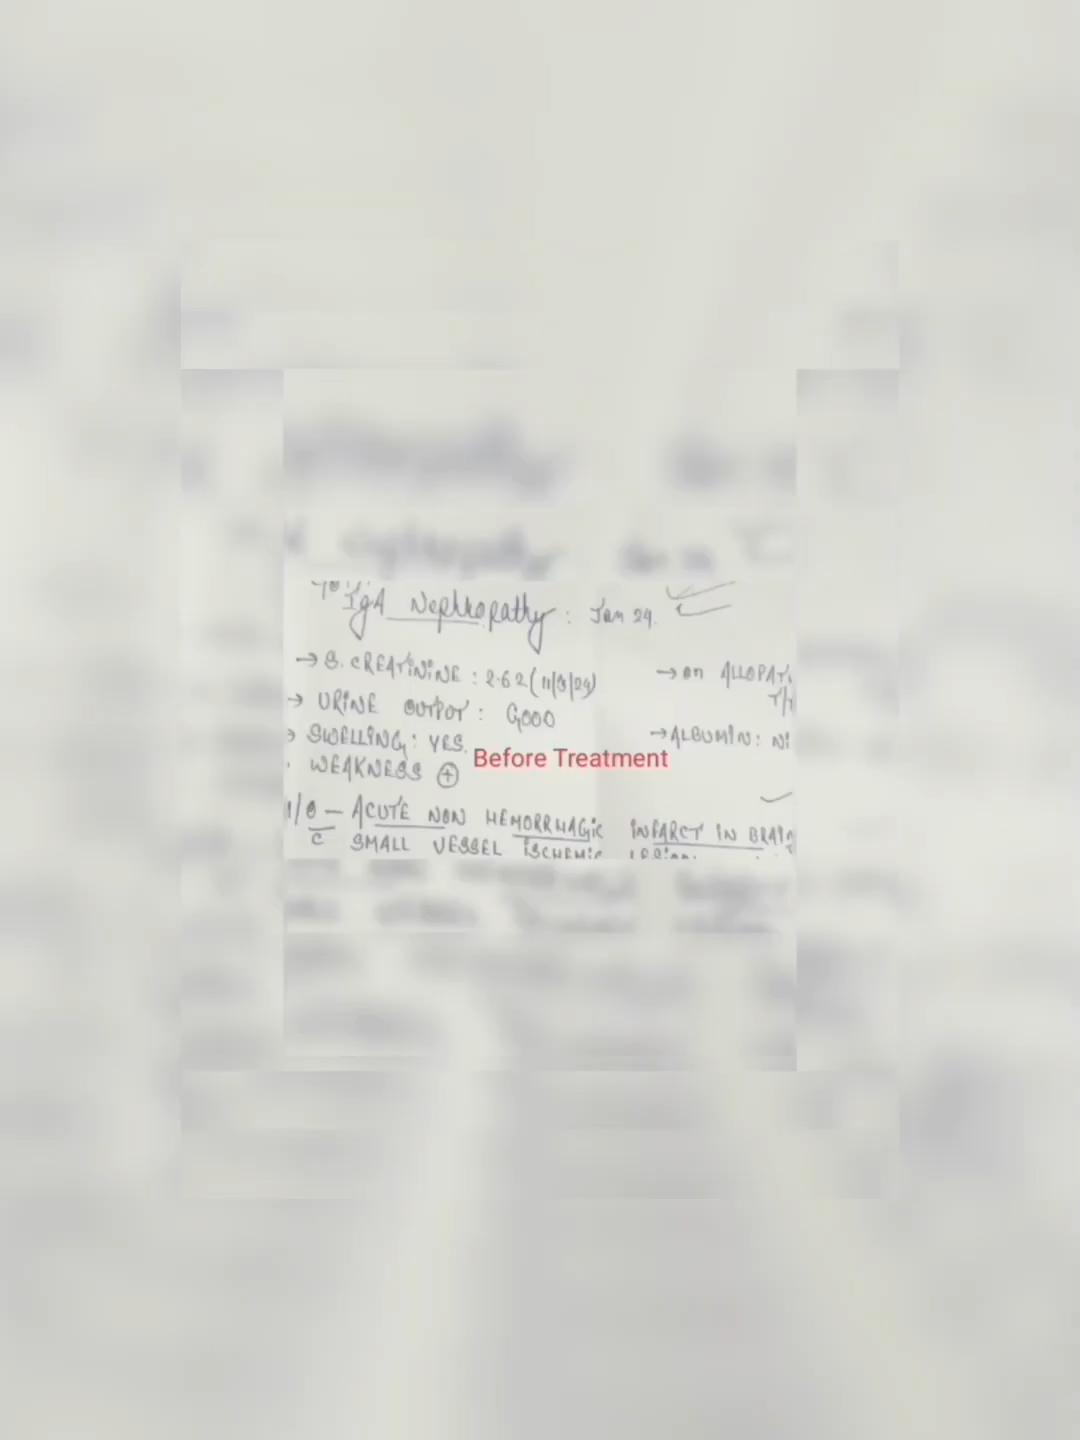 IgA Nephropathy : Jan 24.
→ S. CREATININE : 2.62 (11/3/24)
→ ON ALLOPAT
→ URINE OUTPUT : GOOD
→ SWELLING : YES.
→ ALBUMIN : Ni
Before Treatment
WEAKNESS ⊕
ACUTE NON HEMORRHAGIC INFARCT IN BRAIN
SMALL VESSEL ISCHEMIC